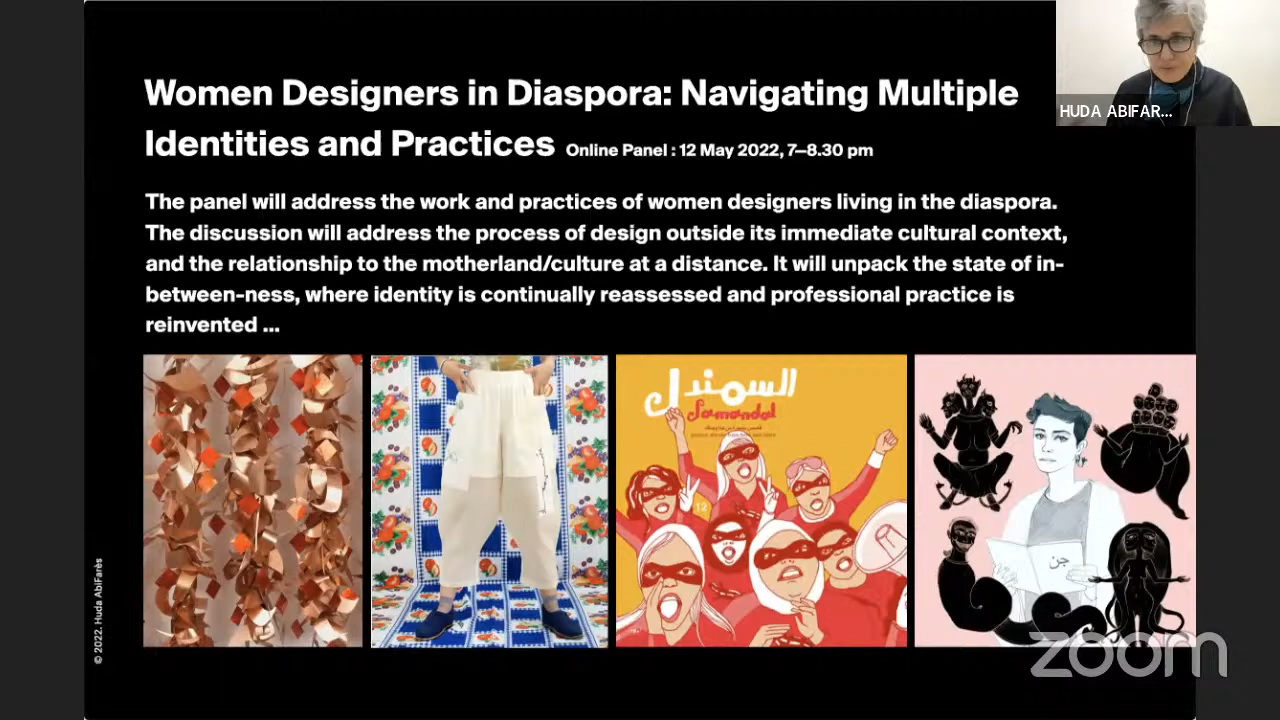 Women Designers in Diaspora: Navigating Multiple
Identities and Practices Online Panel : 12 May 2022, 7–8.30 pm
HUDA ABIFAR...
The panel will address the work and practices of women designers living in the diaspora.
The discussion will address the process of design outside its immediate cultural context,
and the relationship to the motherland/culture at a distance. It will unpack the state of in-
between-ness, where identity is continually reassessed and professional practice is
reinvented ...
السمندل
Samandal
12
جن
© 2022. Huda AbiFarès
zoom